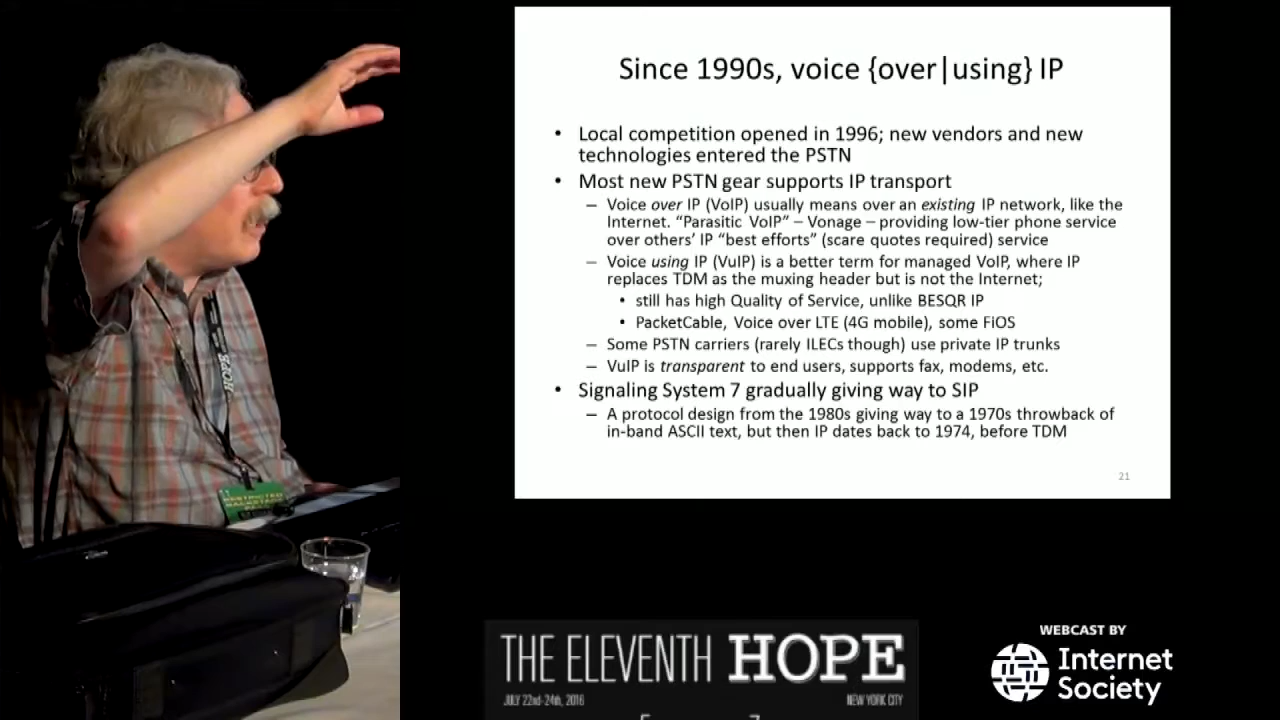 Since 1990s, voice {over|using} IP
• Local competition opened in 1996; new vendors and new
technologies entered the PSTN
• Most new PSTN gear supports IP transport
– Voice over IP (VoIP) usually means over an existing IP network, like the
Internet. “Parasitic VoIP” – Vonage – providing low-tier phone service
over others’ IP “best efforts” (scare quotes required) service
– Voice using IP (VuIP) is a better term for managed VoIP, where IP
replaces TDM as the muxing header but is not the Internet;
• still has high Quality of Service, unlike BESQR IP
• PacketCable, Voice over LTE (4G mobile), some FiOS
– Some PSTN carriers (rarely ILECs though) use private IP trunks
– VuIP is transparent to end users, supports fax, modems, etc.
• Signaling System 7 gradually giving way to SIP
– A protocol design from the 1980s giving way to a 1970s throwback of
in-band ASCII text, but then IP dates back to 1974, before TDM
21
THE ELEVENTH HOPE
JULY 22nd-24th, 2016
NEW YORK CITY
WEBCAST BY
Internet
Society